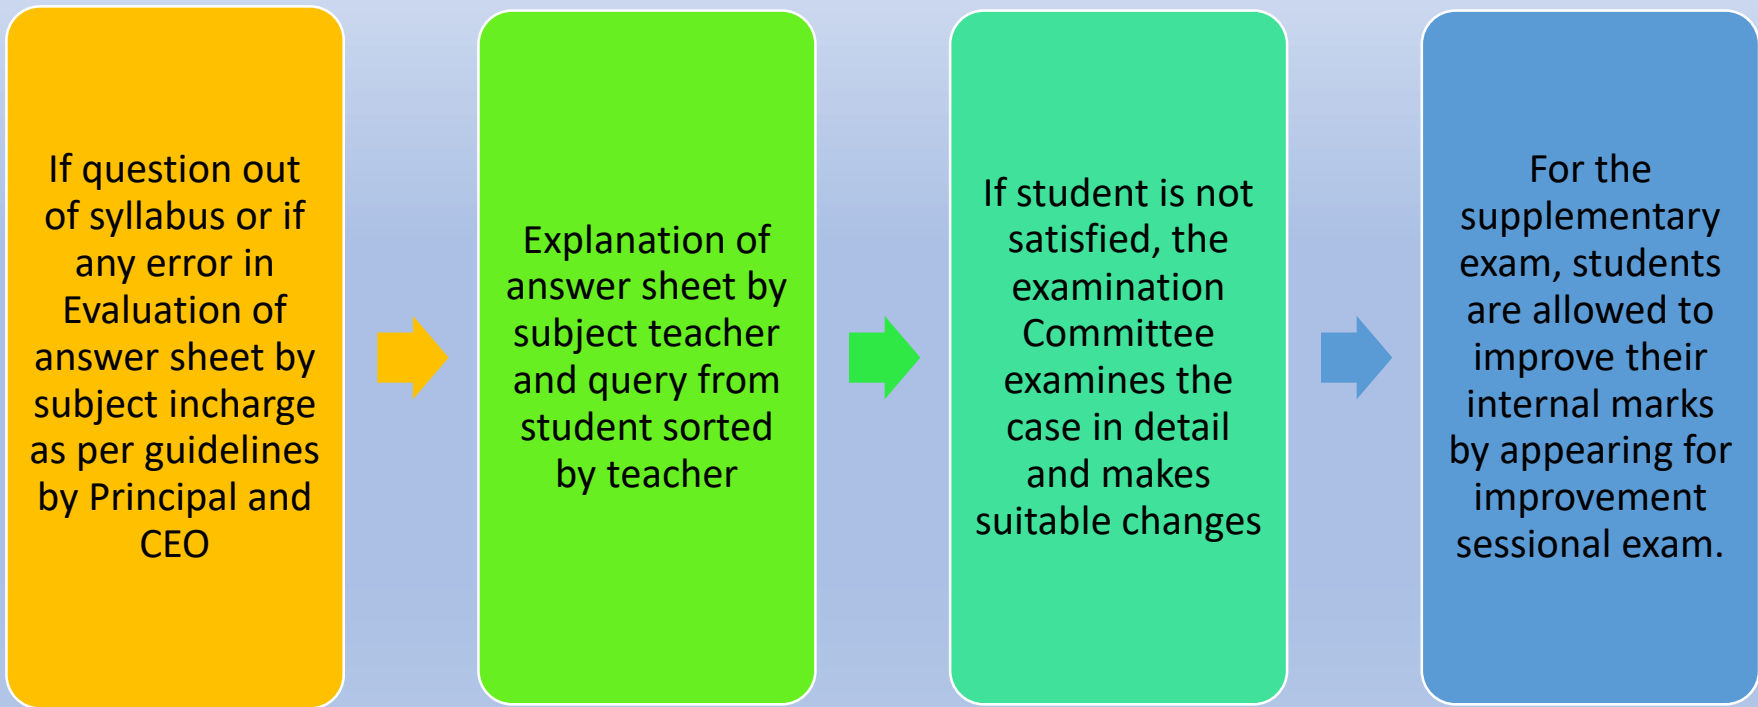 If question out
of syllabus or if
any error in
Evaluation of
answer sheet by
subject incharge
as per guidelines
by Principal and
CEO
Explanation of
answer sheet by
subject teacher
and query from
student sorted
by teacher
If student is not
satisfied, the
examination
Committee
examines the
case in detail
and makes
suitable changes
For the
supplementary
exam, students
are allowed to
improve their
internal marks
by appearing for
improvement
sessional exam.